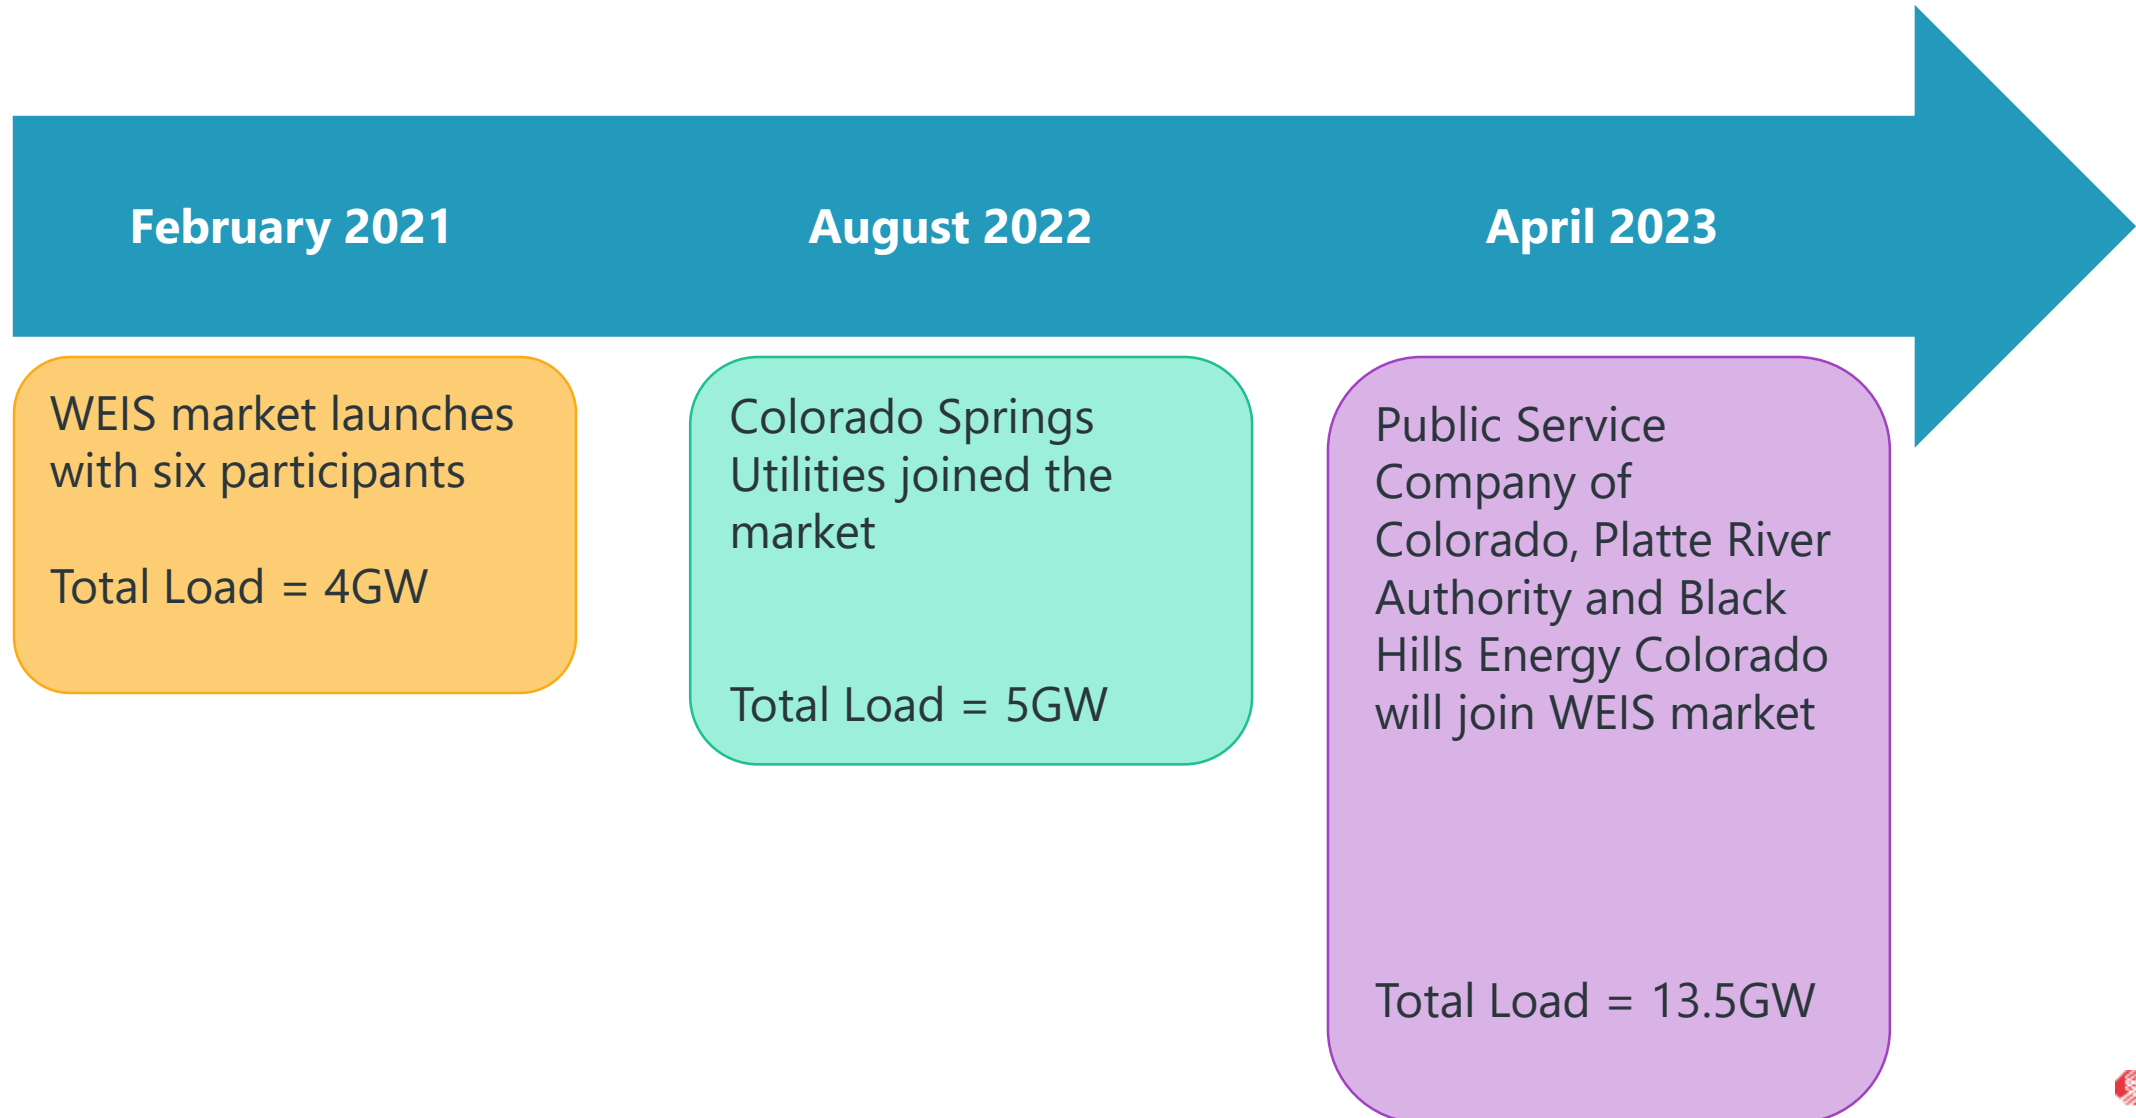 February 2021
August 2022
April 2023
WEIS market launches
with six participants
Total Load = 4GW
Colorado Springs
Utilities joined the
market
Total Load = 5GW
Public Service
Company of
Colorado, Platte River
Authority and Black
Hills Energy Colorado
will join WEIS market
Total Load = 13.5GW